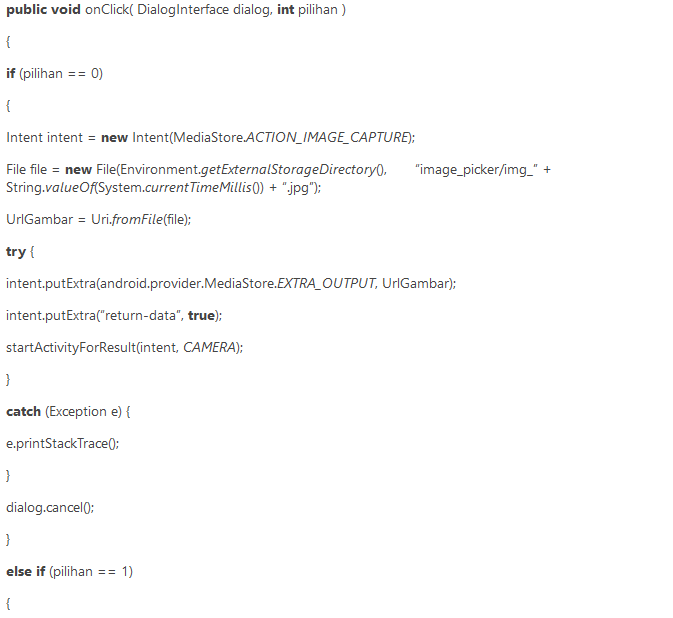 public void onClick( DialogInterface dialog, int pilihan )
{
if (pilihan == 0)
{
Intent intent = new Intent(MediaStore.ACTION_IMAGE_CAPTURE);
File file = new File(Environment.getExternalStorageDirectory(), “image_picker/img_” +
String.valueOf(System.currentTimeMillis()) + “.jpg”);
UrlGambar = Uri.fromFile(file);
try {
intent.putExtra(android.provider.MediaStore.EXTRA_OUTPUT, UrlGambar);
intent.putExtra(“return-data”, true);
startActivityForResult(intent, CAMERA);
}
catch (Exception e) {
e.printStackTrace();
}
dialog.cancel();
}
else if (pilihan == 1)
{